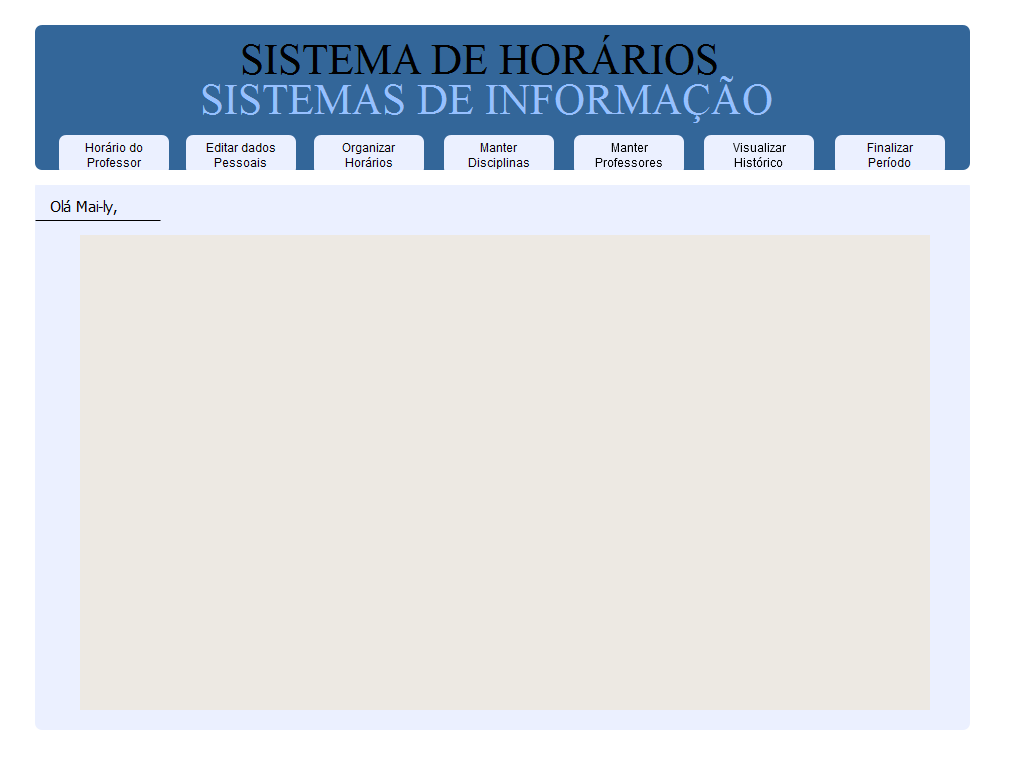 SISTEMA DE HORÁRIOS
SISTEMAS DE INFORMAÇÃO
Horário do
Professor
Editar dados
Pessoais
Organizar
Horários
Manter
Disciplinas
Manter
Professores
Visualizar
Histórico
Finalizar
Período
Olá Mai-ly,